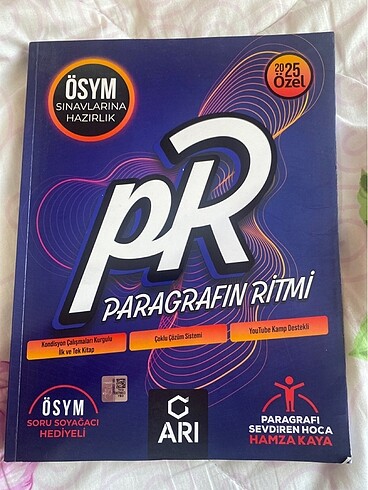 ÖSYM
SINAVLARINA
HAZIRLIK
2025
Özel
PR
PARAGRAFIN RİTMİ
Kondisyon Çalışmaları Kurgulu
İlk ve Tek Kitap
Çoklu Çözüm Sistemi
YouTube Kamp Destekli
ÖSYM
SORU SOYAĞACI
HEDİYELİ
ARI
PARAGRAFI
SEVDİREN HOCA
HAMZA KAYA